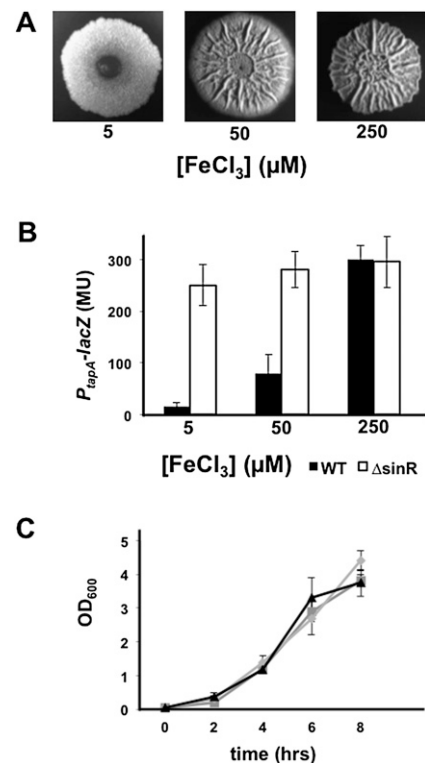 A
5 50 250
[FeCl₃] (µM)
B
P_tapA-lacZ (MU)
300
200
100
0
5 50 250
[FeCl₃] (µM) WT ΔsinR
C
OD₆₀₀
5
4
3
2
1
0
0 2 4 6 8
time (hrs)